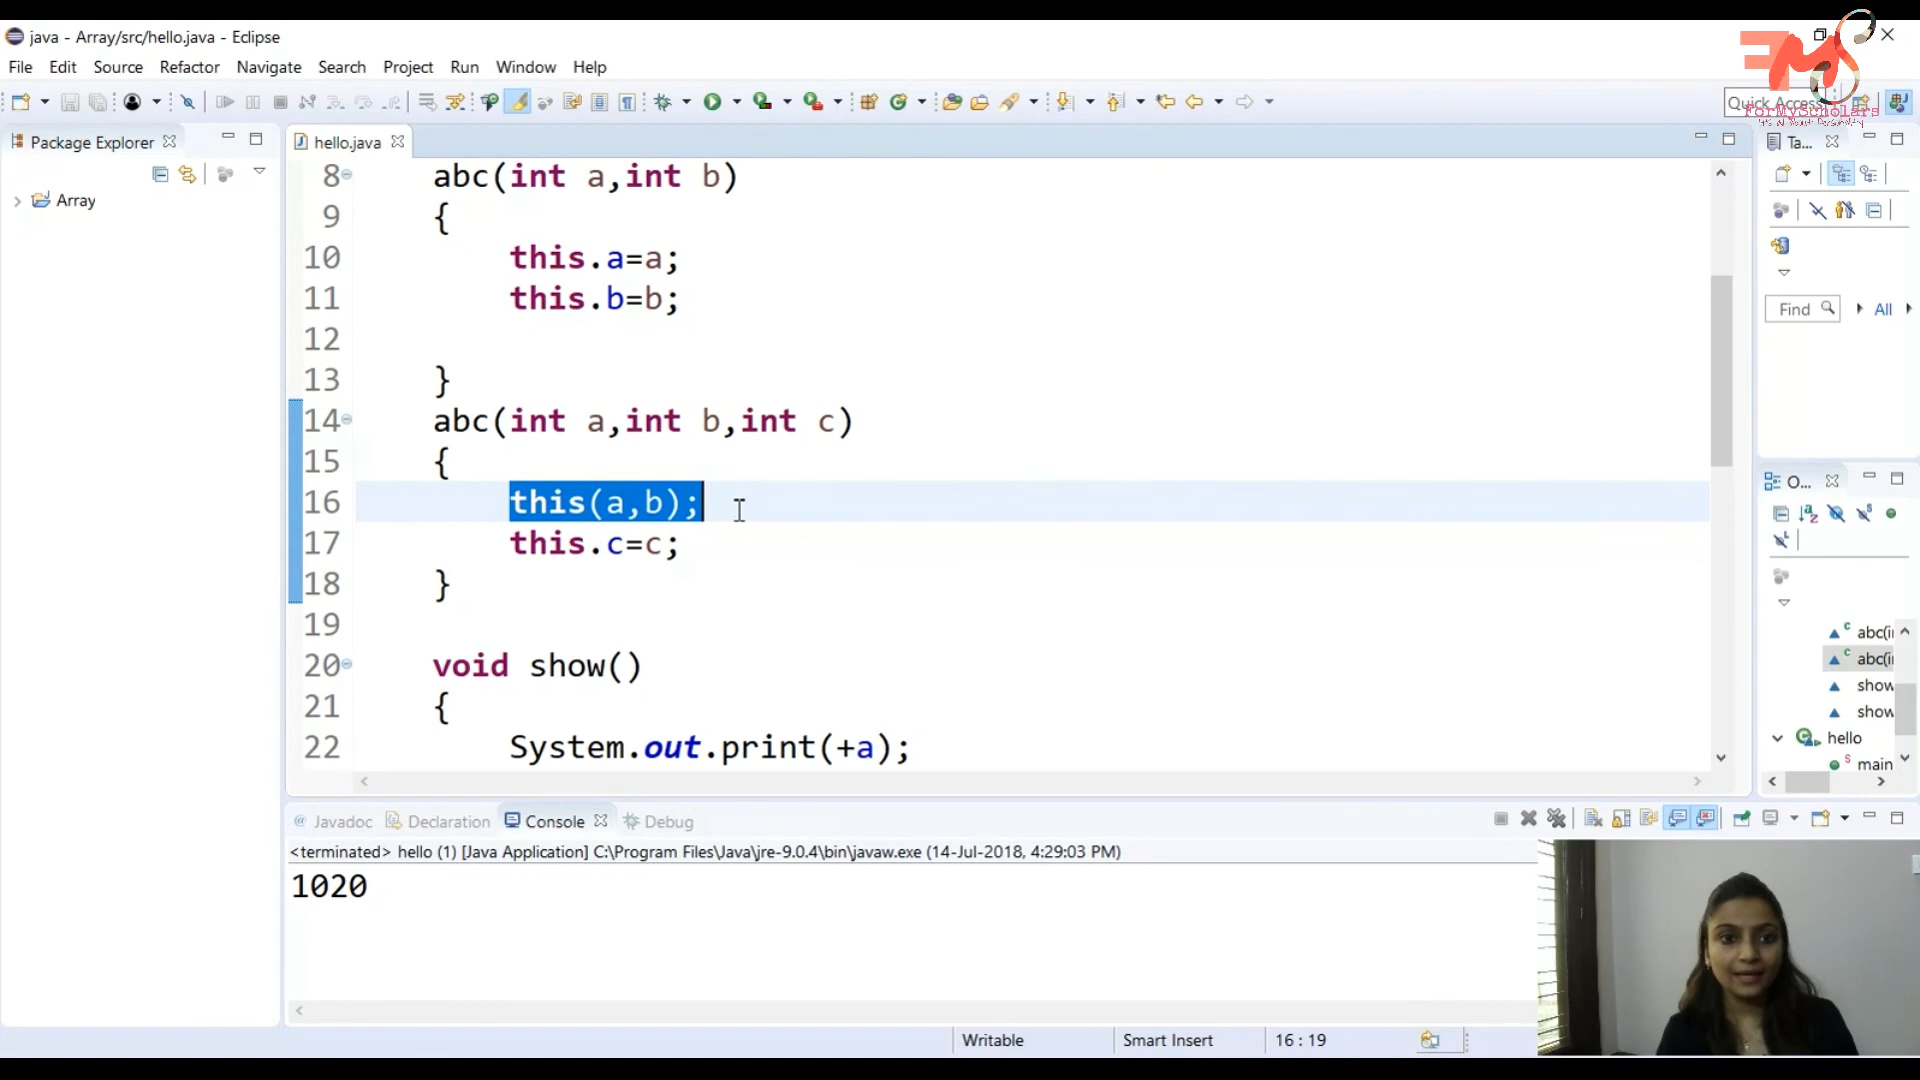 java - Array/src/hello.java - Eclipse
File Edit Source Refactor Navigate Search Project Run Window Help
Quick Access
ForMyScholars
Package Explorer
hello.java
Ta...
Array
8 abc(int a,int b)
9 {
10 this.a=a;
11 this.b=b;
12
13 }
14 abc(int a,int b,int c)
15 {
16 this(a,b);
17 this.c=c;
18 }
19
20 void show()
21 {
22 System.out.print(+a);
Find All
O...
abc(i
abc(i
show
show
hello
main
Javadoc Declaration Console Debug
<terminated> hello (1) [Java Application] C:\Program Files\Java\jre-9.0.4\bin\javaw.exe (14-Jul-2018, 4:29:03 PM)
1020
Writable Smart Insert 16 : 19